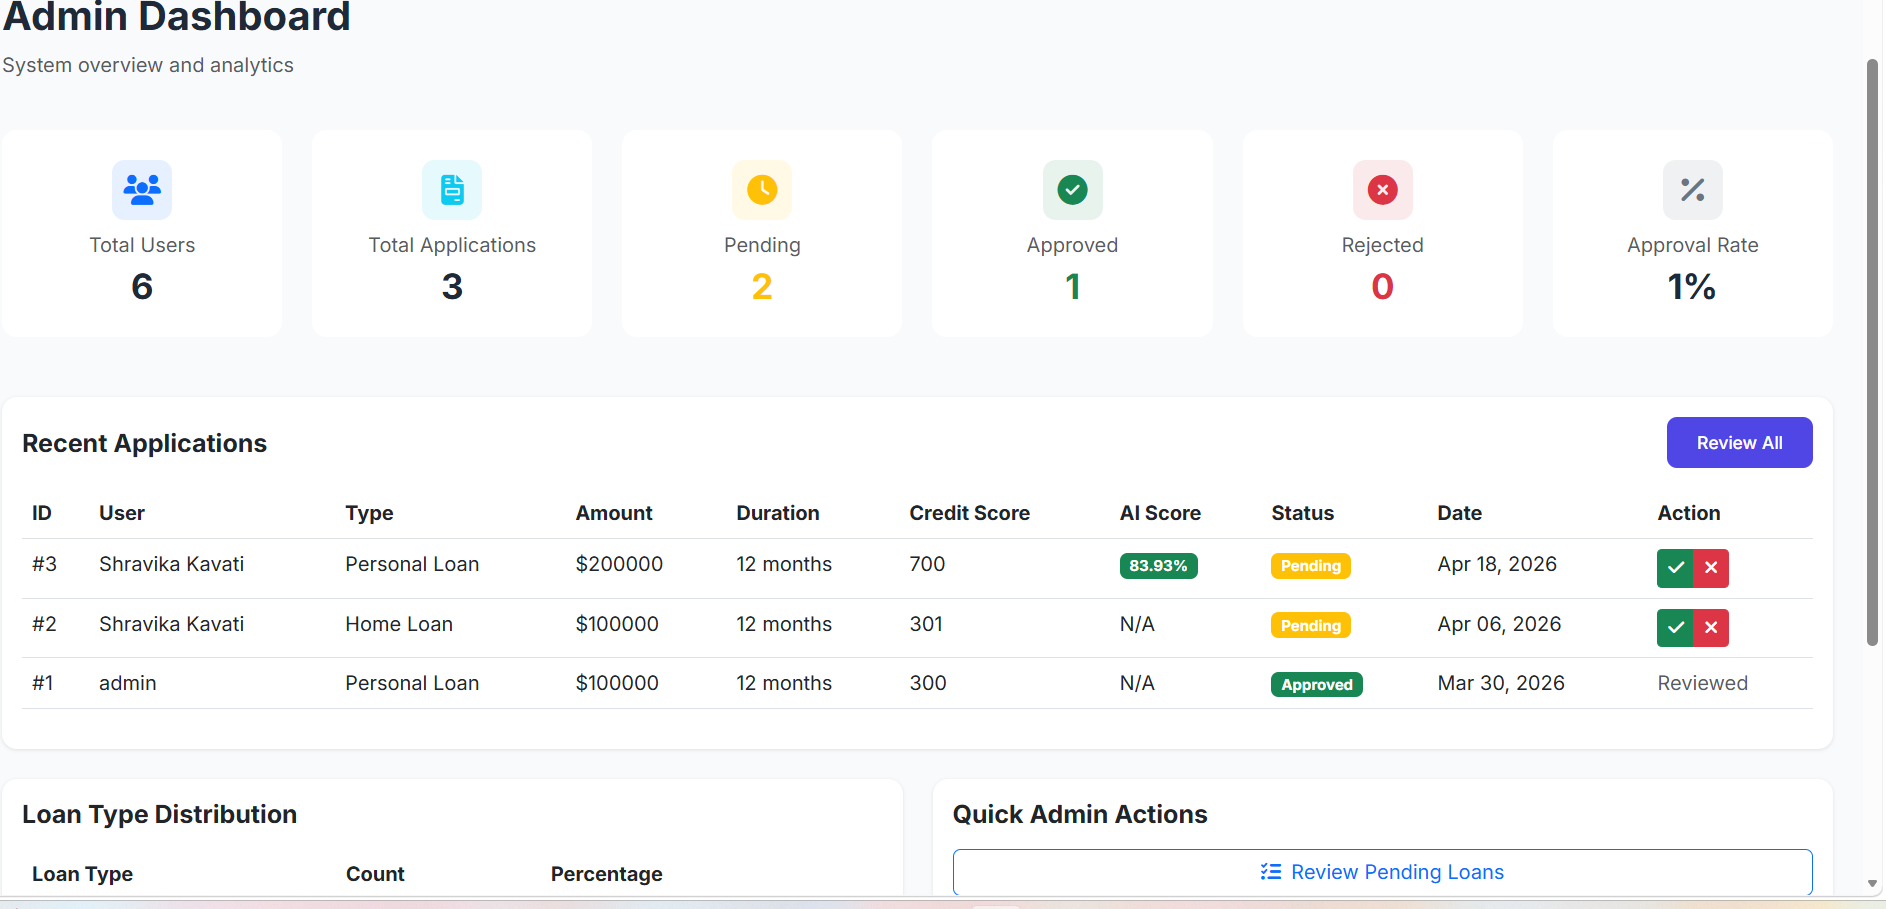 Admin Dashboard
System overview and analytics
Total Users
6
Total Applications
3
Pending
2
Approved
1
Rejected
0
Approval Rate
1%
Recent Applications
Review All
ID User Type Amount Duration Credit Score AI Score Status Date Action
#3 Shravika Kavati Personal Loan $200000 12 months 700 83.93% Pending Apr 18, 2026
#2 Shravika Kavati Home Loan $100000 12 months 301 N/A Pending Apr 06, 2026
#1 admin Personal Loan $100000 12 months 300 N/A Approved Mar 30, 2026 Reviewed
Loan Type Distribution
Loan Type Count Percentage
Quick Admin Actions
Review Pending Loans